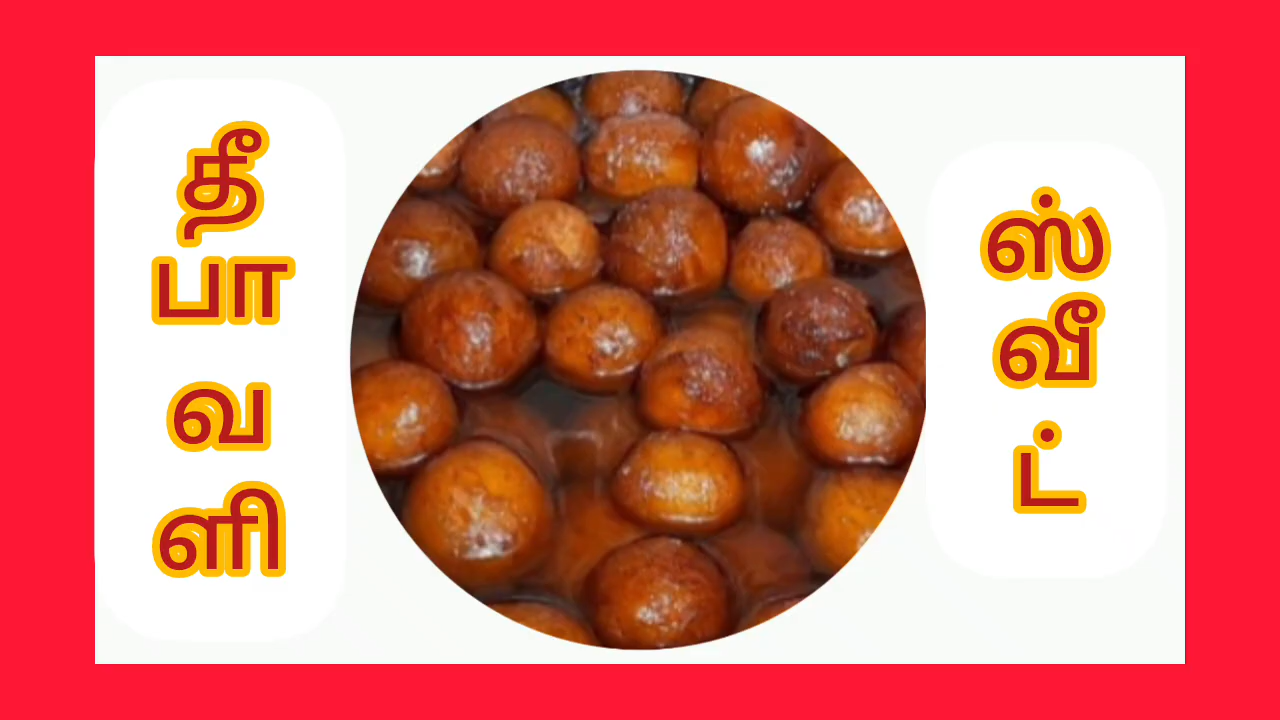 தீ
பா
வ
ளி
ஸ்
வீ
ட்